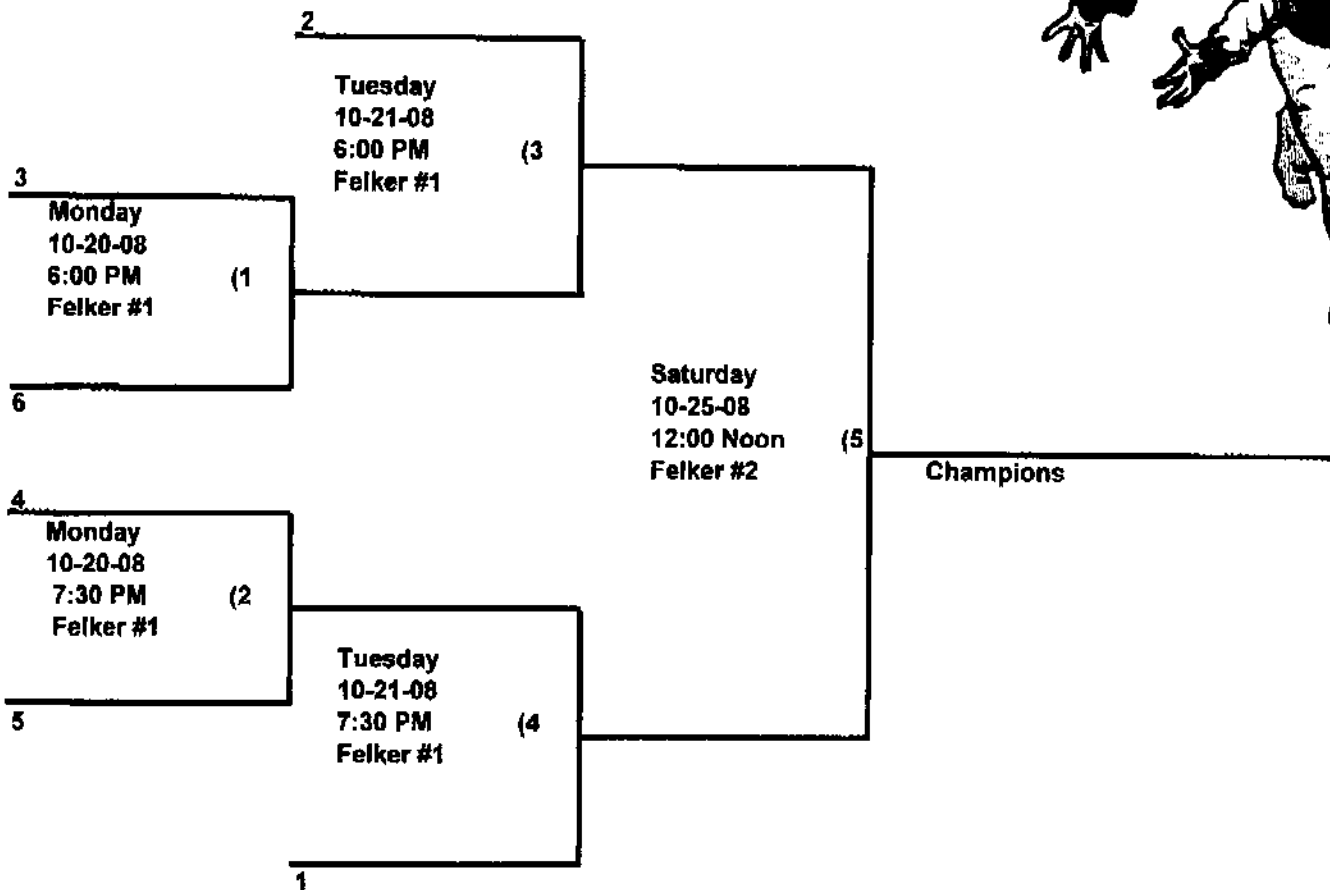 2
Tuesday
10-21-08
6:00 PM
Felker #1
(3
3
Monday
10-20-08
6:00 PM
Felker #1
(1
6
Saturday
10-25-08
12:00 Noon
Felker #2
(5
Champions
4
Monday
10-20-08
7:30 PM
Felker #1
(2
5
Tuesday
10-21-08
7:30 PM
Felker #1
(4
1